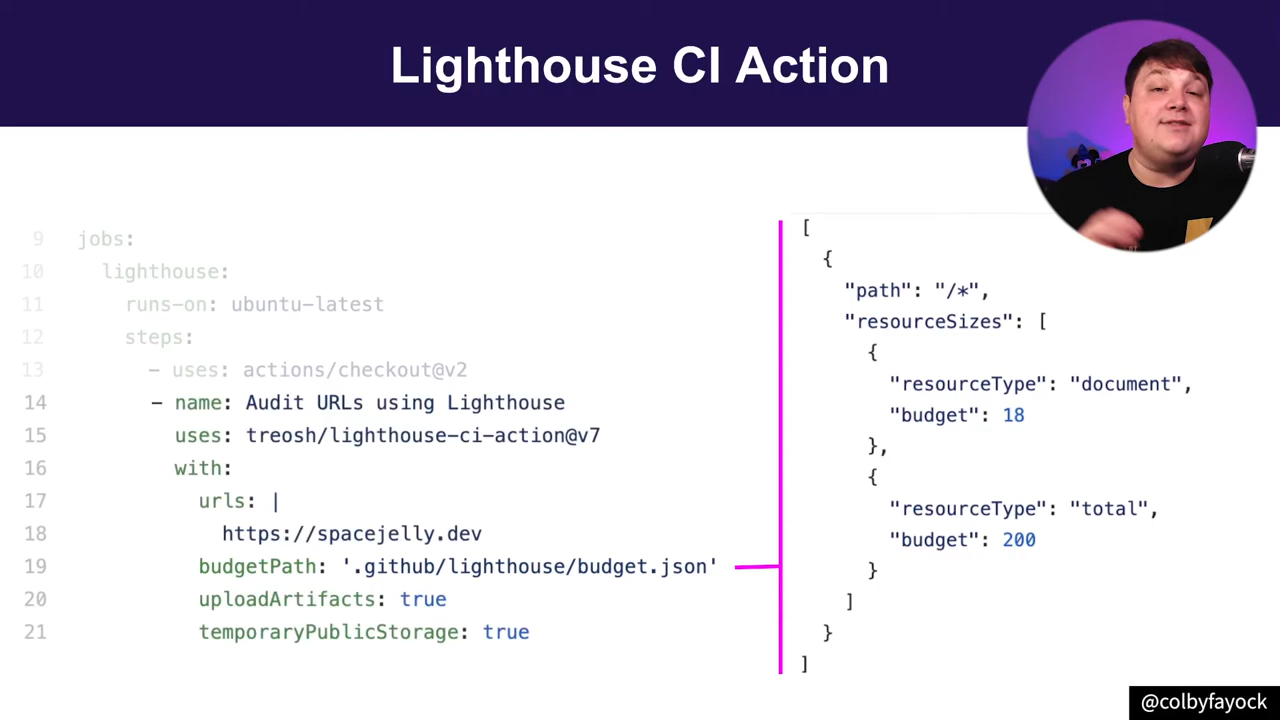 Lighthouse CI Action
9 jobs:
10 lighthouse:
11 runs-on: ubuntu-latest
12 steps:
13 - uses: actions/checkout@v2
14 - name: Audit URLs using Lighthouse
15 uses: treosh/lighthouse-ci-action@v7
16 with:
17 urls: |
18 https://spacejelly.dev
19 budgetPath: '.github/lighthouse/budget.json'
20 uploadArtifacts: true
21 temporaryPublicStorage: true
[
{
"path": "/*",
"resourceSizes": [
{
"resourceType": "document",
"budget": 18
},
{
"resourceType": "total",
"budget": 200
}
]
}
]
@colbyfayock